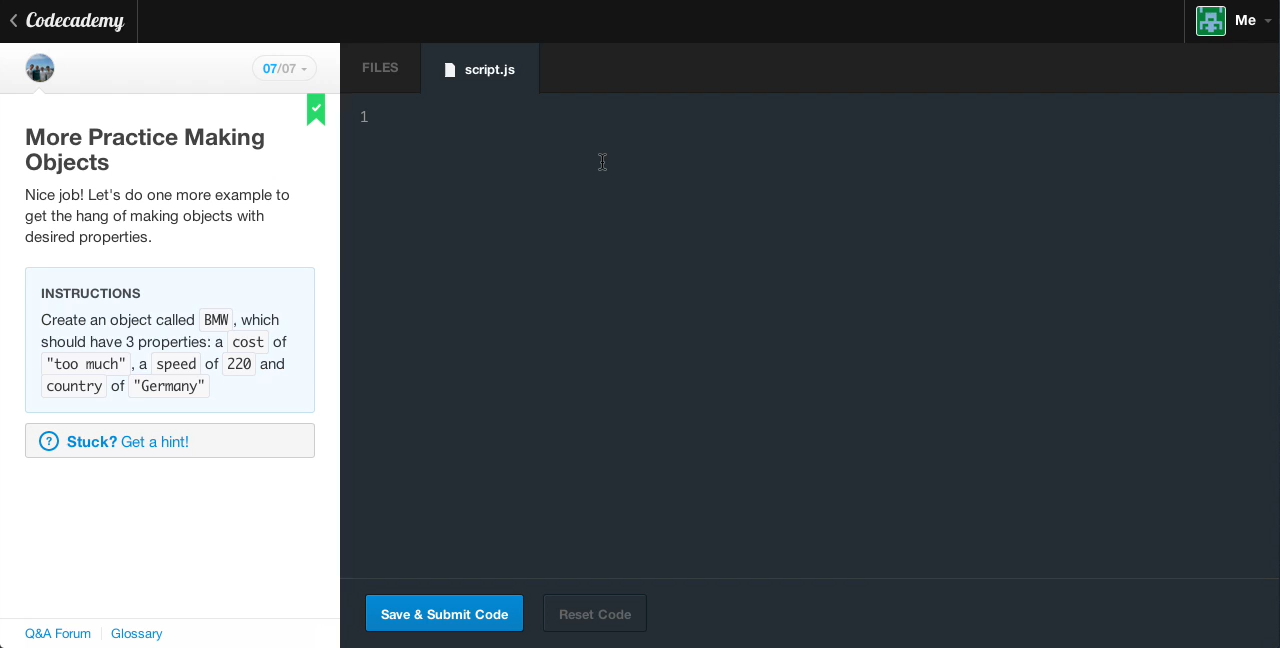 Codecademy
Me
07/07
FILES
script.js
More Practice Making
Objects
Nice job! Let's do one more example to
get the hang of making objects with
desired properties.
INSTRUCTIONS
Create an object called BMW, which
should have 3 properties: a cost of
"too much", a speed of 220 and
country of "Germany"
? Stuck? Get a hint!
1
Save & Submit Code
Reset Code
Q&A Forum
Glossary